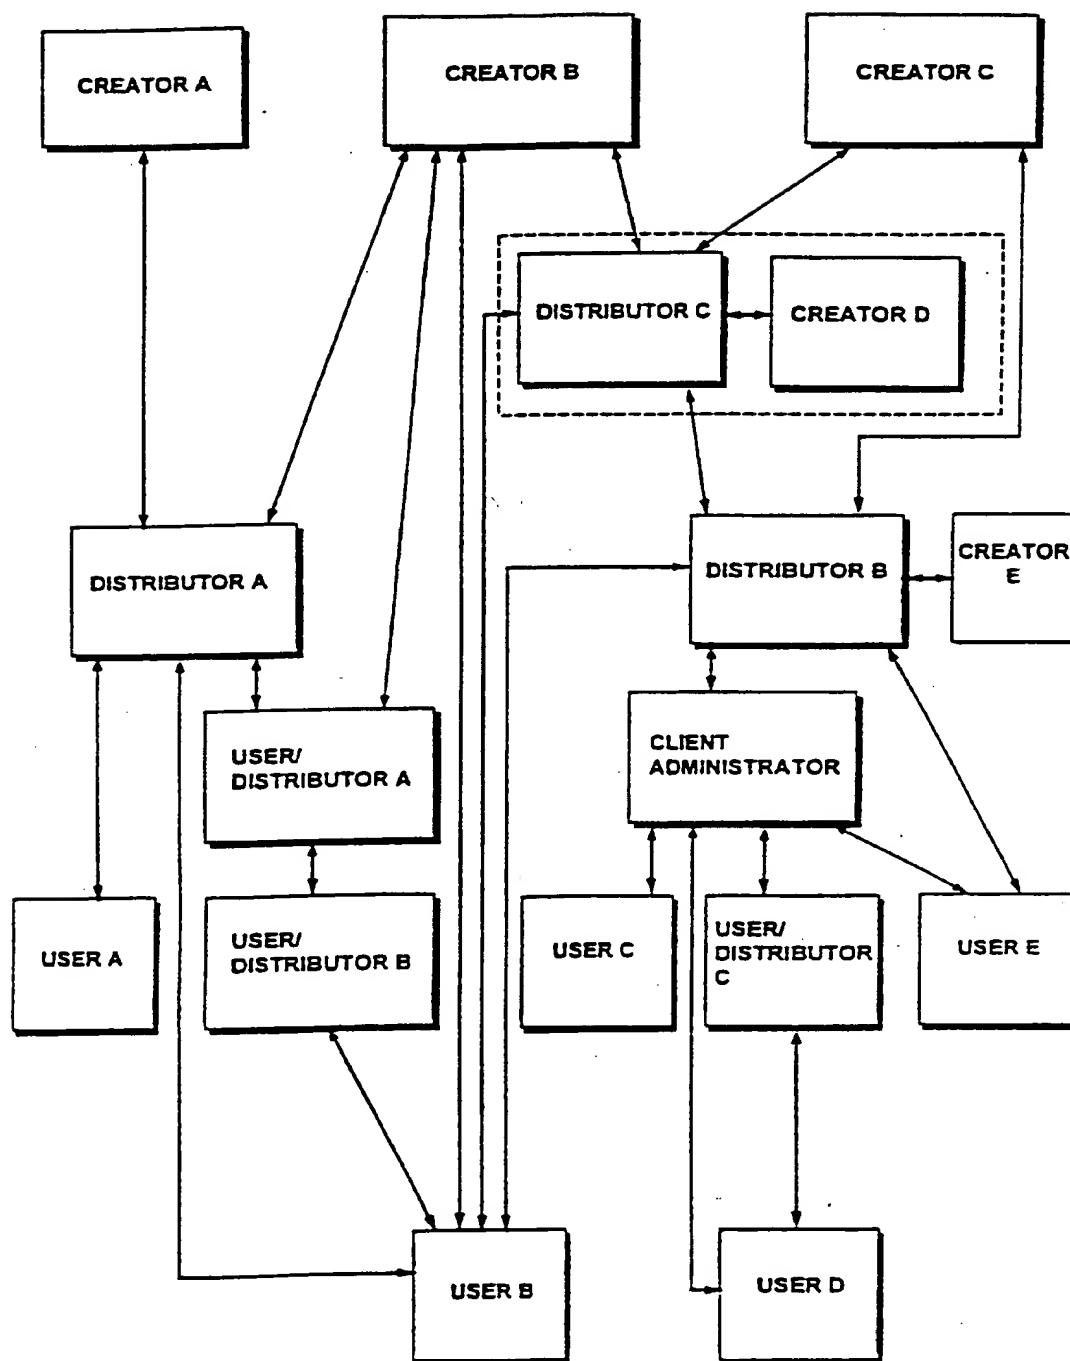 CREATOR A
CREATOR B
CREATOR C
DISTRIBUTOR C
CREATOR D
DISTRIBUTOR A
DISTRIBUTOR B
CREATOR
E
USER/
DISTRIBUTOR A
CLIENT
ADMINISTRATOR
USER A
USER/
DISTRIBUTOR B
USER C
USER/
DISTRIBUTOR
C
USER E
USER B
USER D